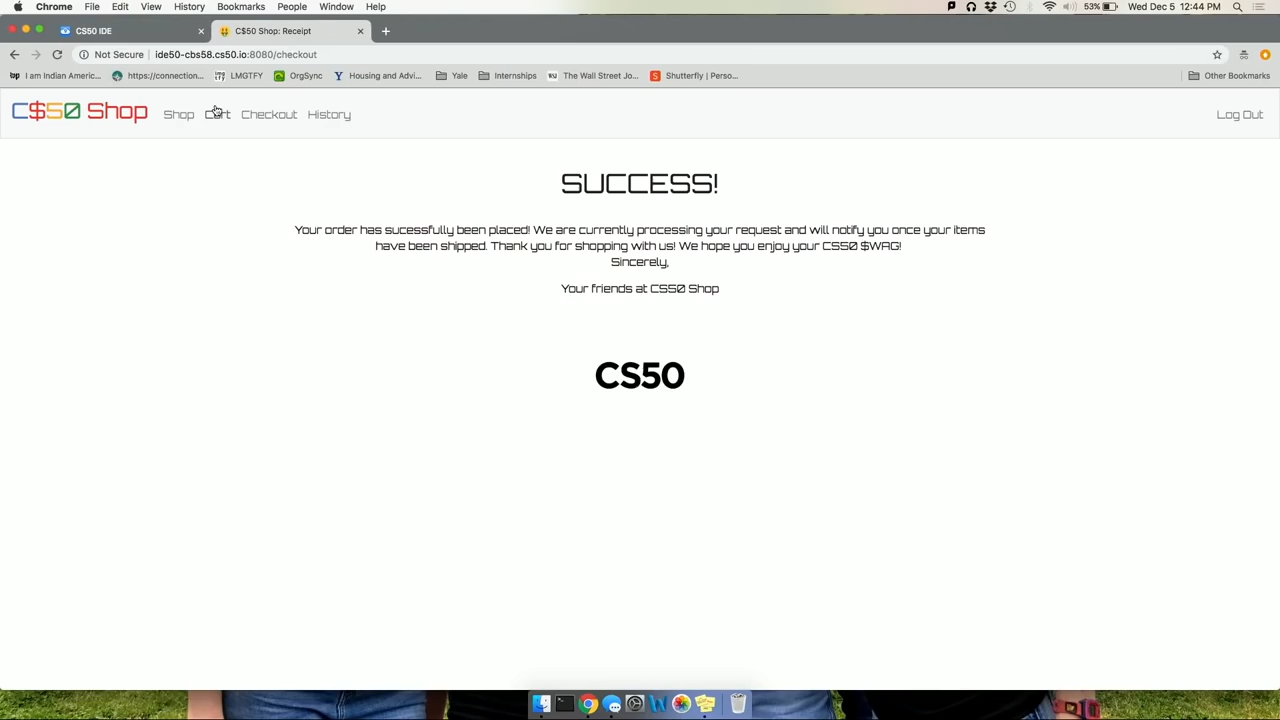 Chrome File Edit View History Bookmarks People Window Help 53% Wed Dec 5 12:44 PM
CS50 IDE C$50 Shop: Receipt
Not Secure ide50-cbs58.cs50.io:8080/checkout
I am Indian Americ... https://connection... LMGTFY OrgSync Housing and Advi... Yale Internships The Wall Street Jo... Shutterfly | Perso... Other Bookmarks
C$50 Shop Shop Cart Checkout History Log Out
SUCCESS!
Your order has sucessfully been placed! We are currently processing your request and will notify you once your items
have been shipped. Thank you for shopping with us! We hope you enjoy your CS50 $WAG!
Sincerely,
Your friends at CS50 Shop
CS50